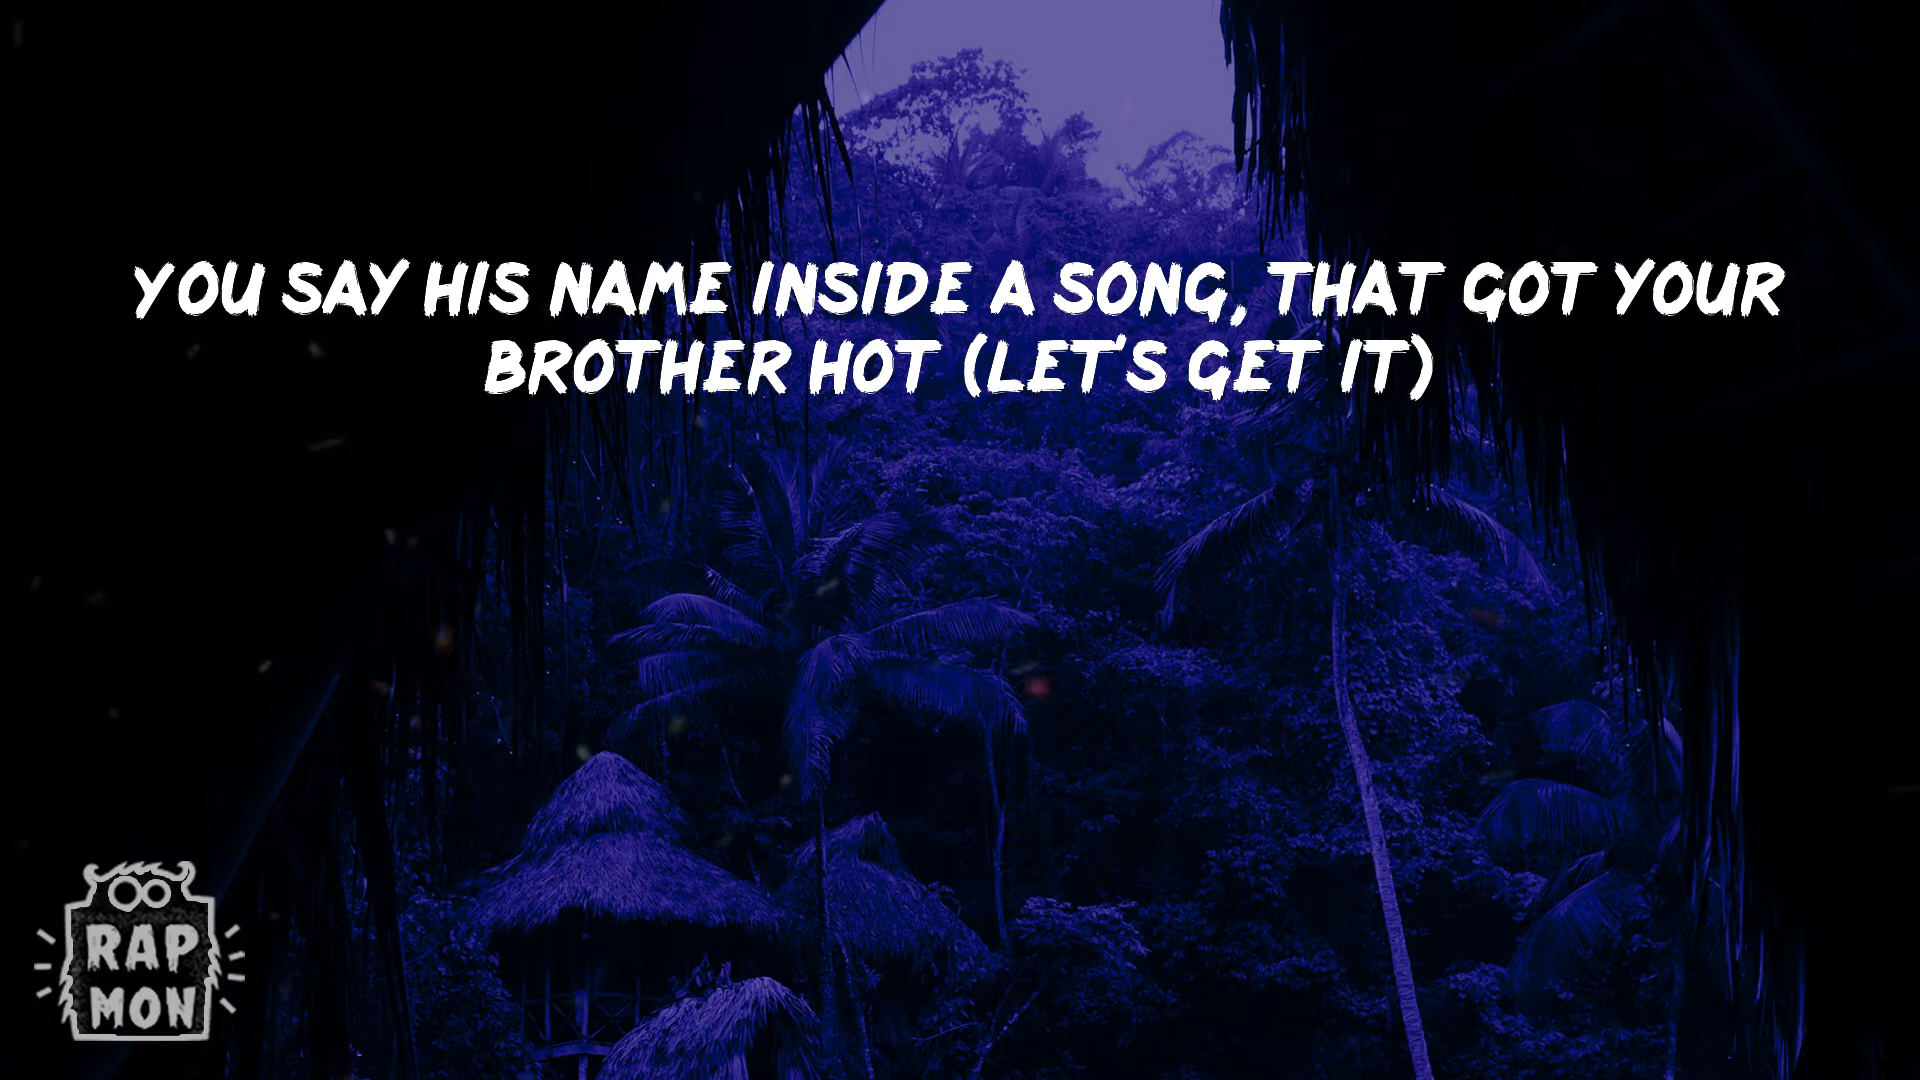 YOU SAY HIS NAME INSIDE A SONG, THAT GOT YOUR
BROTHER HOT (LET'S GET IT)
RAP
MON